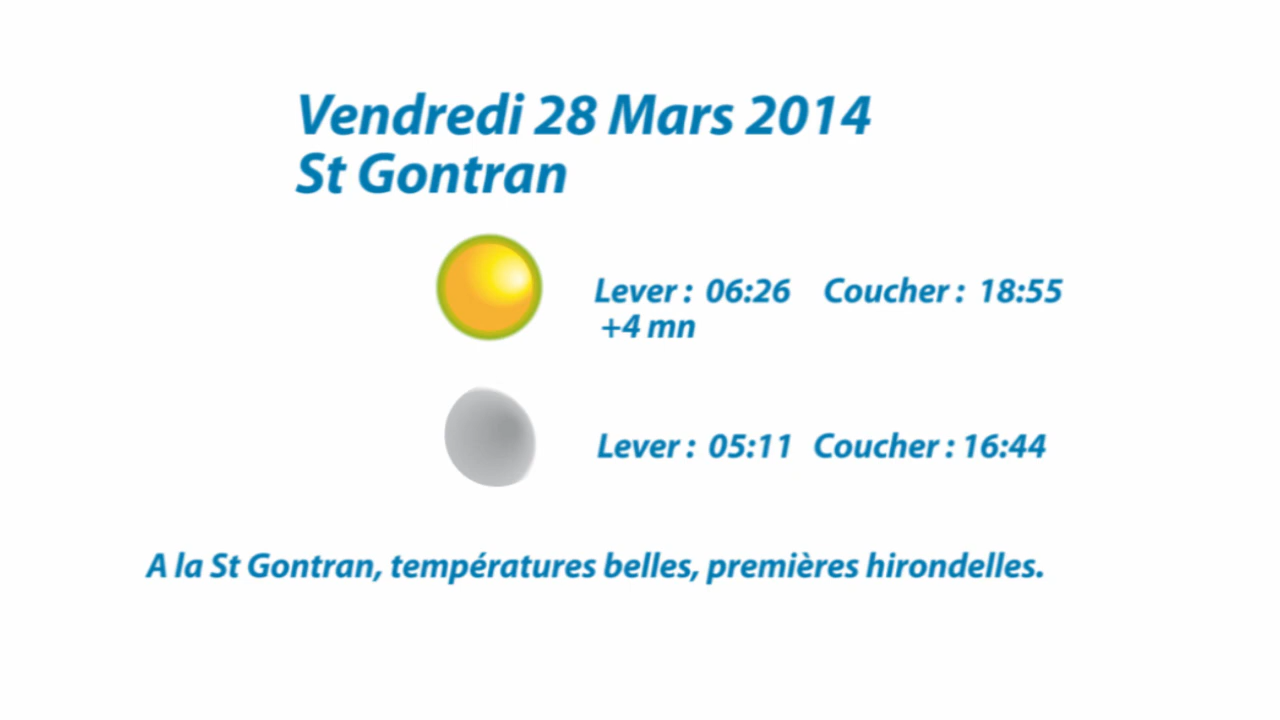 Vendredi 28 Mars 2014
St Gontran
Lever : 06:26 Coucher : 18:55
+4 mn
Lever : 05:11 Coucher : 16:44
A la St Gontran, températures belles, premières hirondelles.